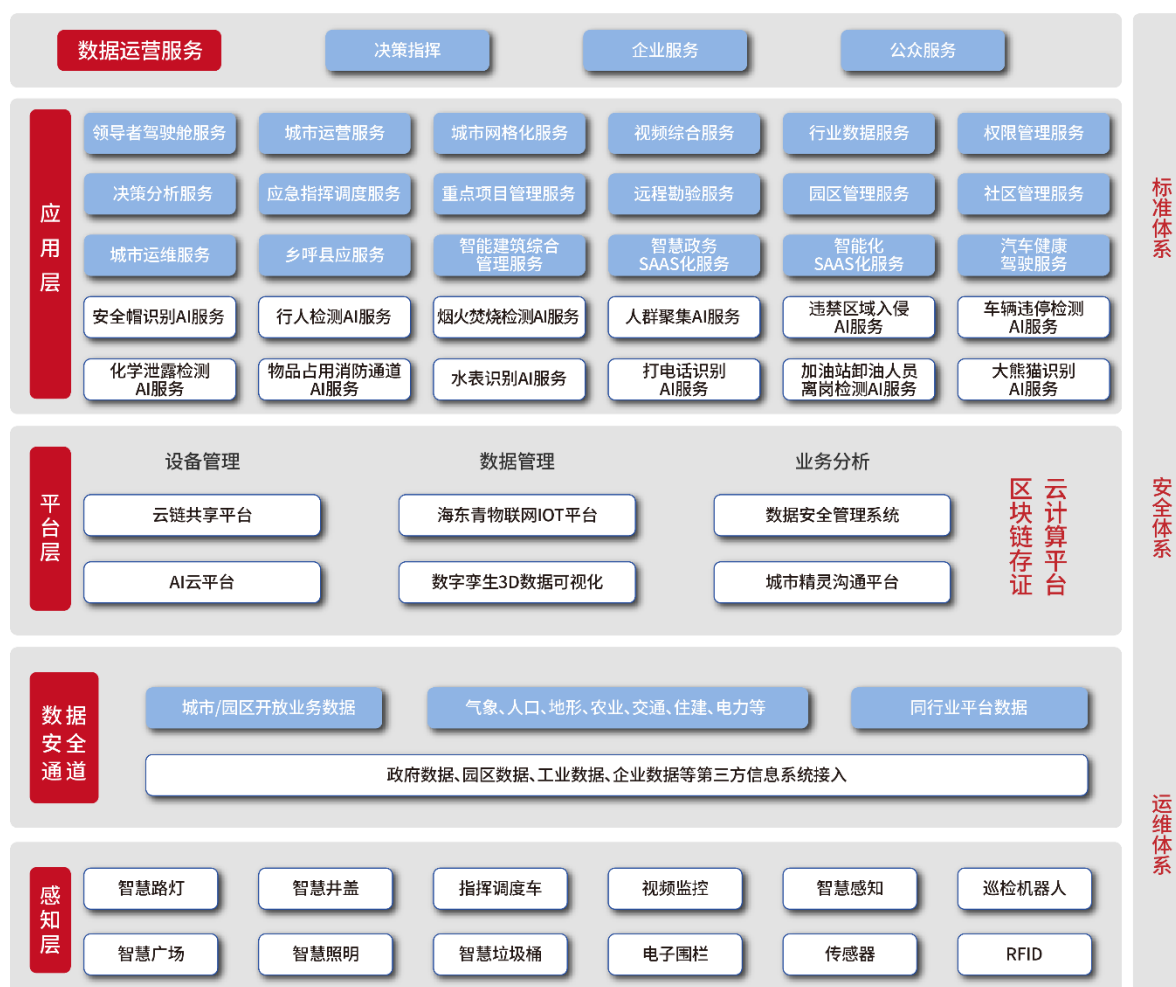 数据运营服务
决策指挥
企业服务
公众服务
应用层
领导者驾驶舱服务
城市运营服务
城市网格化服务
视频综合服务
行业数据服务
权限管理服务
决策分析服务
应急指挥调度服务
重点项目管理服务
远程勘验服务
园区管理服务
社区管理服务
城市运维服务
乡呼县应服务
智能建筑综合
管理服务
智慧政务
SAAS化服务
智能化
SAAS化服务
汽车健康
驾驶服务
安全帽识别AI服务
行人检测AI服务
烟火焚烧检测AI服务
人群聚集AI服务
违禁区域入侵
AI服务
车辆违停检测
AI服务
化学泄露检测
AI服务
物品占用消防通道
AI服务
水表识别AI服务
打电话识别
AI服务
加油站卸油人员
离岗检测AI服务
大熊猫识别
AI服务
平台层
设备管理
数据管理
业务分析
云链共享平台
海东青物联网IOT平台
数据安全管理系统
AI云平台
数字孪生3D数据可视化
城市精灵沟通平台
区块链存证
云计算平台
数据
安全
通道
城市/园区开放业务数据
气象、人口、地形、农业、交通、住建、电力等
同行业平台数据
政府数据、园区数据、工业数据、企业数据等第三方信息系统接入
感知层
智慧路灯
智慧井盖
指挥调度车
视频监控
智慧感知
巡检机器人
智慧广场
智慧照明
智慧垃圾桶
电子围栏
传感器
RFID
标准体系
安全体系
运维体系